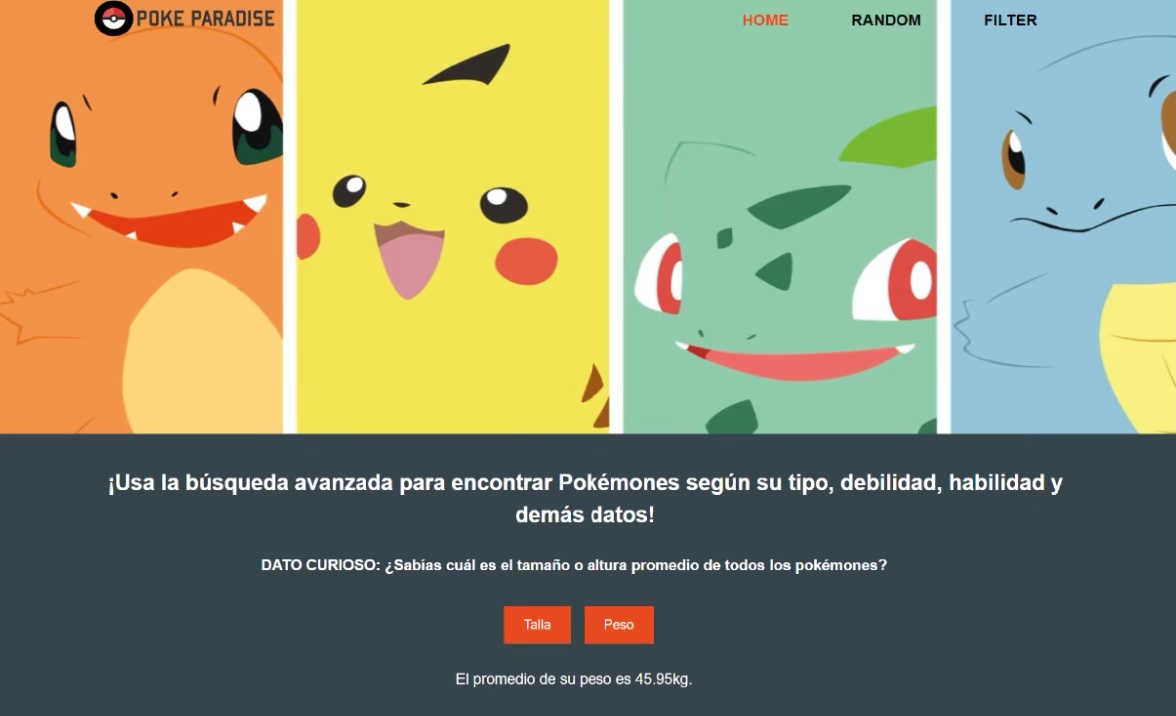 POKE PARADISE
HOME
RANDOM
FILTER
¡Usa la búsqueda avanzada para encontrar Pokémones según su tipo, debilidad, habilidad y
demás datos!
DATO CURIOSO: ¿Sabías cuál es el tamaño o altura promedio de todos los pokémones?
Talla
Peso
El promedio de su peso es 45.95kg.